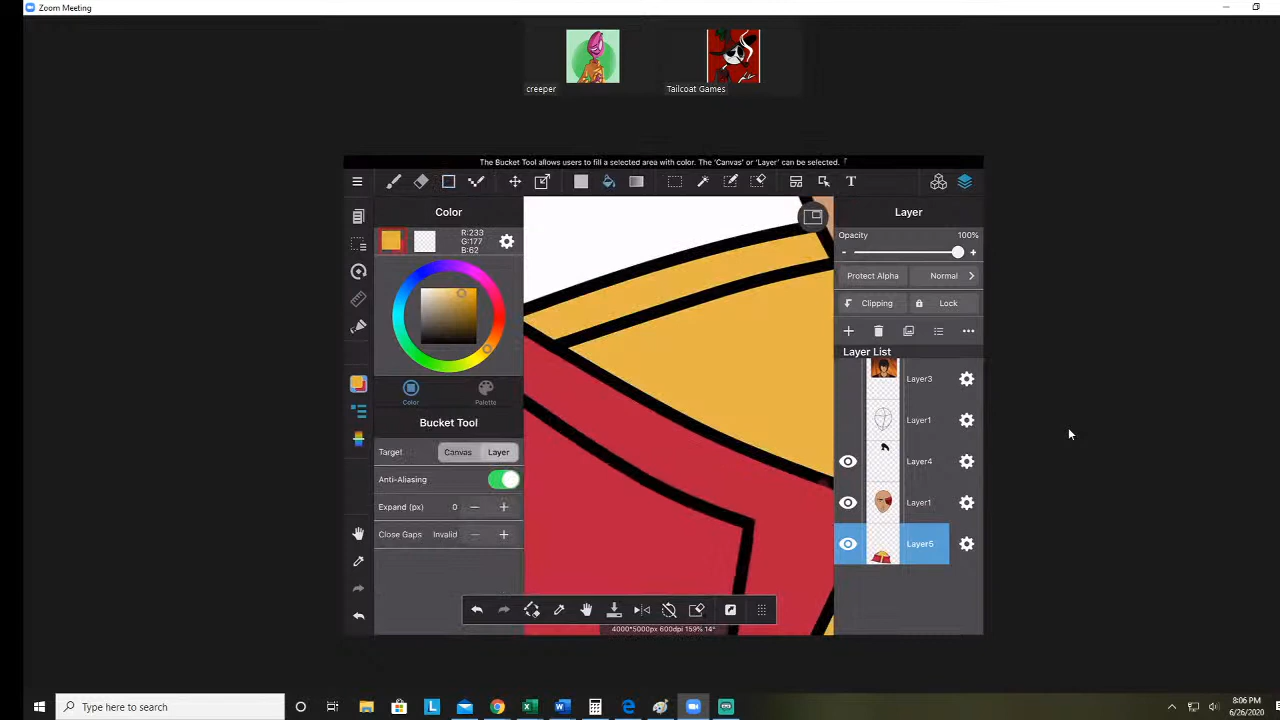 Zoom Meeting
creeper
Tailcoat Games
The Bucket Tool allows users to fill a selected area with color. The 'Canvas' or 'Layer' can be selected.
T
Color
Layer
R:233
G:177
B:62
Opacity 100%
- +
Protect Alpha Normal
Clipping Lock
Layer List
Layer3
Color Palette
Layer1
Bucket Tool
Target Canvas Layer
Layer4
Anti-Aliasing
Layer1
Expand (px) 0 - +
Close Gaps Invalid - +
Layer5
4000*5000px 600dpi 159% 14°
Type here to search
8:06 PM
6/26/2020